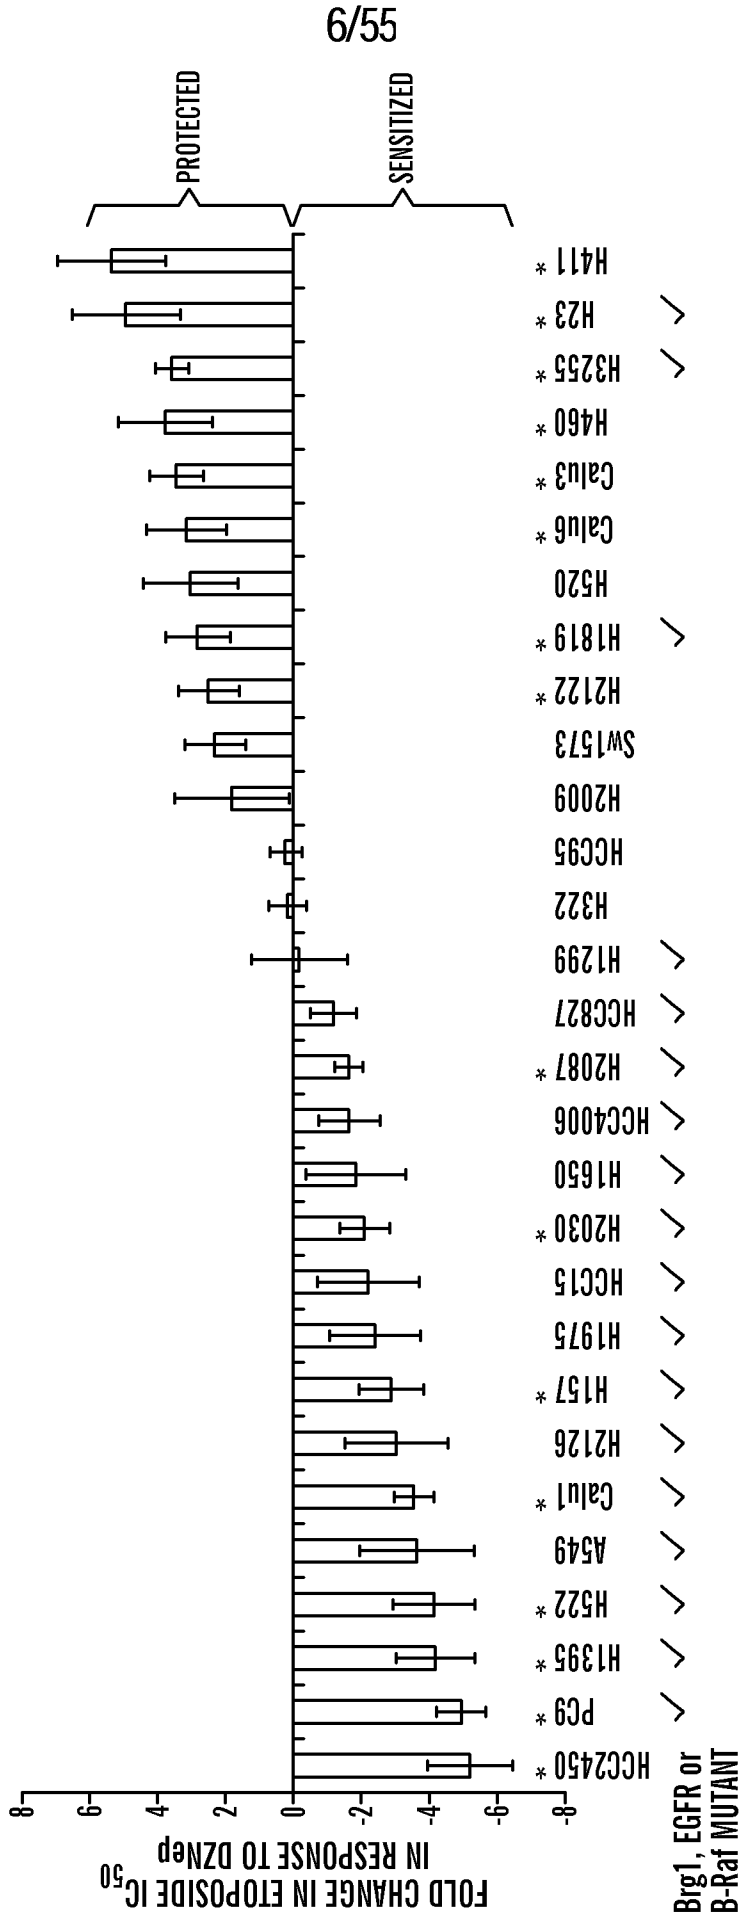 6/55
PROTECTED
SENSITIZED
FOLD CHANGE IN ETOPOSIDE IC50
IN RESPONSE TO DZNep
8
6
4
2
0
-2
-4
-6
-8
HCC2450 *
PC9 * ✓
H1395 * ✓
H522 * ✓
A549 ✓
Calu1 * ✓
H2126 ✓
H157 * ✓
H1975 ✓
HCC15 ✓
H2030 * ✓
H1650 ✓
HCC4006 ✓
H2087 * ✓
HCC827 ✓
H1299 ✓
H322
HCC95
H2009
Sw1573
H2122 *
H1819 * ✓
H520
Calu6 *
Calu3 *
H460 *
H3255 * ✓
H23 * ✓
H411 *
Brg1, EGFR or
B-Raf MUTANT